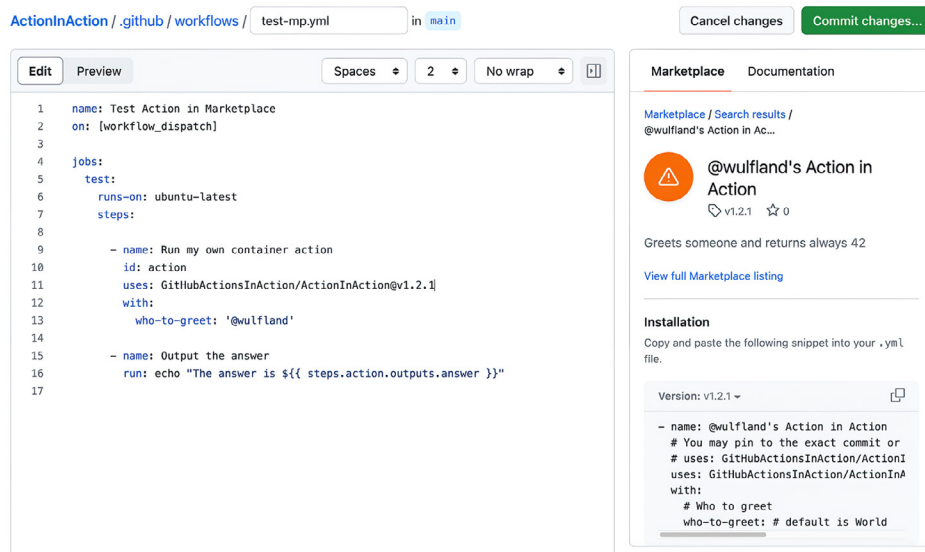 ActionInAction / .github / workflows / test-mp.yml in main
Cancel changes Commit changes...
Edit Preview Spaces 2 No wrap
1 name: Test Action in Marketplace
2 on: [workflow_dispatch]
3
4 jobs:
5 test:
6 runs-on: ubuntu-latest
7 steps:
8
9 - name: Run my own container action
10 id: action
11 uses: GitHubActionsInAction/ActionInAction@v1.2.1
12 with:
13 who-to-greet: '@wulfland'
14
15 - name: Output the answer
16 run: echo "The answer is ${{ steps.action.outputs.answer }}"
17
Marketplace Documentation
Marketplace / Search results /
@wulfland's Action in Ac...
@wulfland's Action in
Action
v1.2.1 0
Greets someone and returns always 42
View full Marketplace listing
Installation
Copy and paste the following snippet into your .yml
file.
Version: v1.2.1
- name: @wulfland's Action in Action
# You may pin to the exact commit or
# uses: GitHubActionsInAction/ActionI
uses: GitHubActionsInAction/ActionInA
with:
# Who to greet
who-to-greet: # default is World